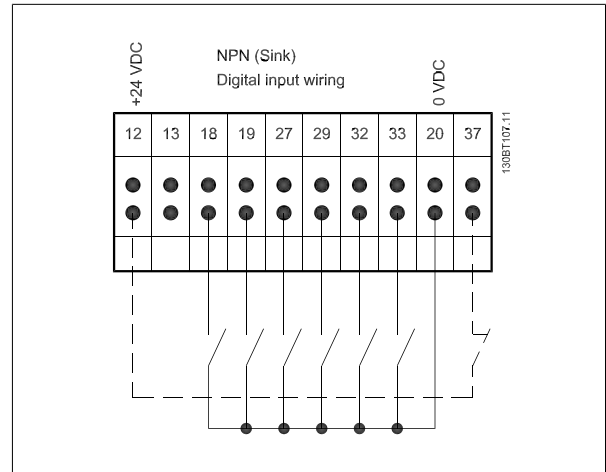 NPN (Sink)
Digital input wiring
+24 VDC
0 VDC
12 13 18 19 27 29 32 33 20 37
130BT107.11